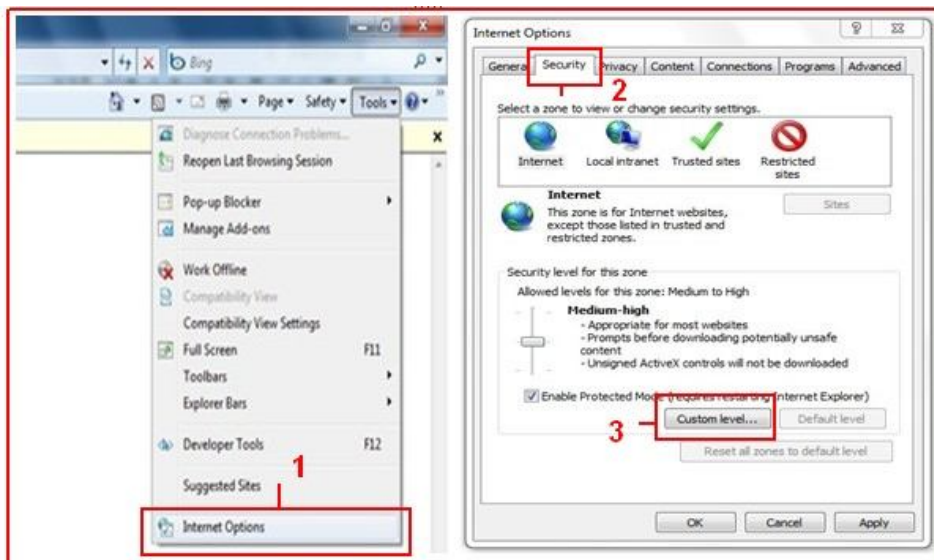 Bing
Page Safety Tools
Diagnose Connection Problems...
Reopen Last Browsing Session
Pop-up Blocker
Manage Add-ons
Work Offline
Compatibility View
Compatibility View Settings
Full Screen F11
Toolbars
Explorer Bars
Developer Tools F12
1
Suggested Sites
Internet Options
Internet Options
General Security Privacy Content Connections Programs Advanced
2
Select a zone to view or change security settings.
Internet Local intranet Trusted sites Restricted
sites
Internet
Sites
This zone is for Internet websites,
except those listed in trusted and
restricted zones.
Security level for this zone
Allowed levels for this zone: Medium to High
Medium-high
- Appropriate for most websites
- Prompts before downloading potentially unsafe
content
- Unsigned ActiveX controls will not be downloaded
Enable Protected Mode (requires restarting Internet Explorer)
3
Custom level... Default level
Reset all zones to default level
OK Cancel Apply